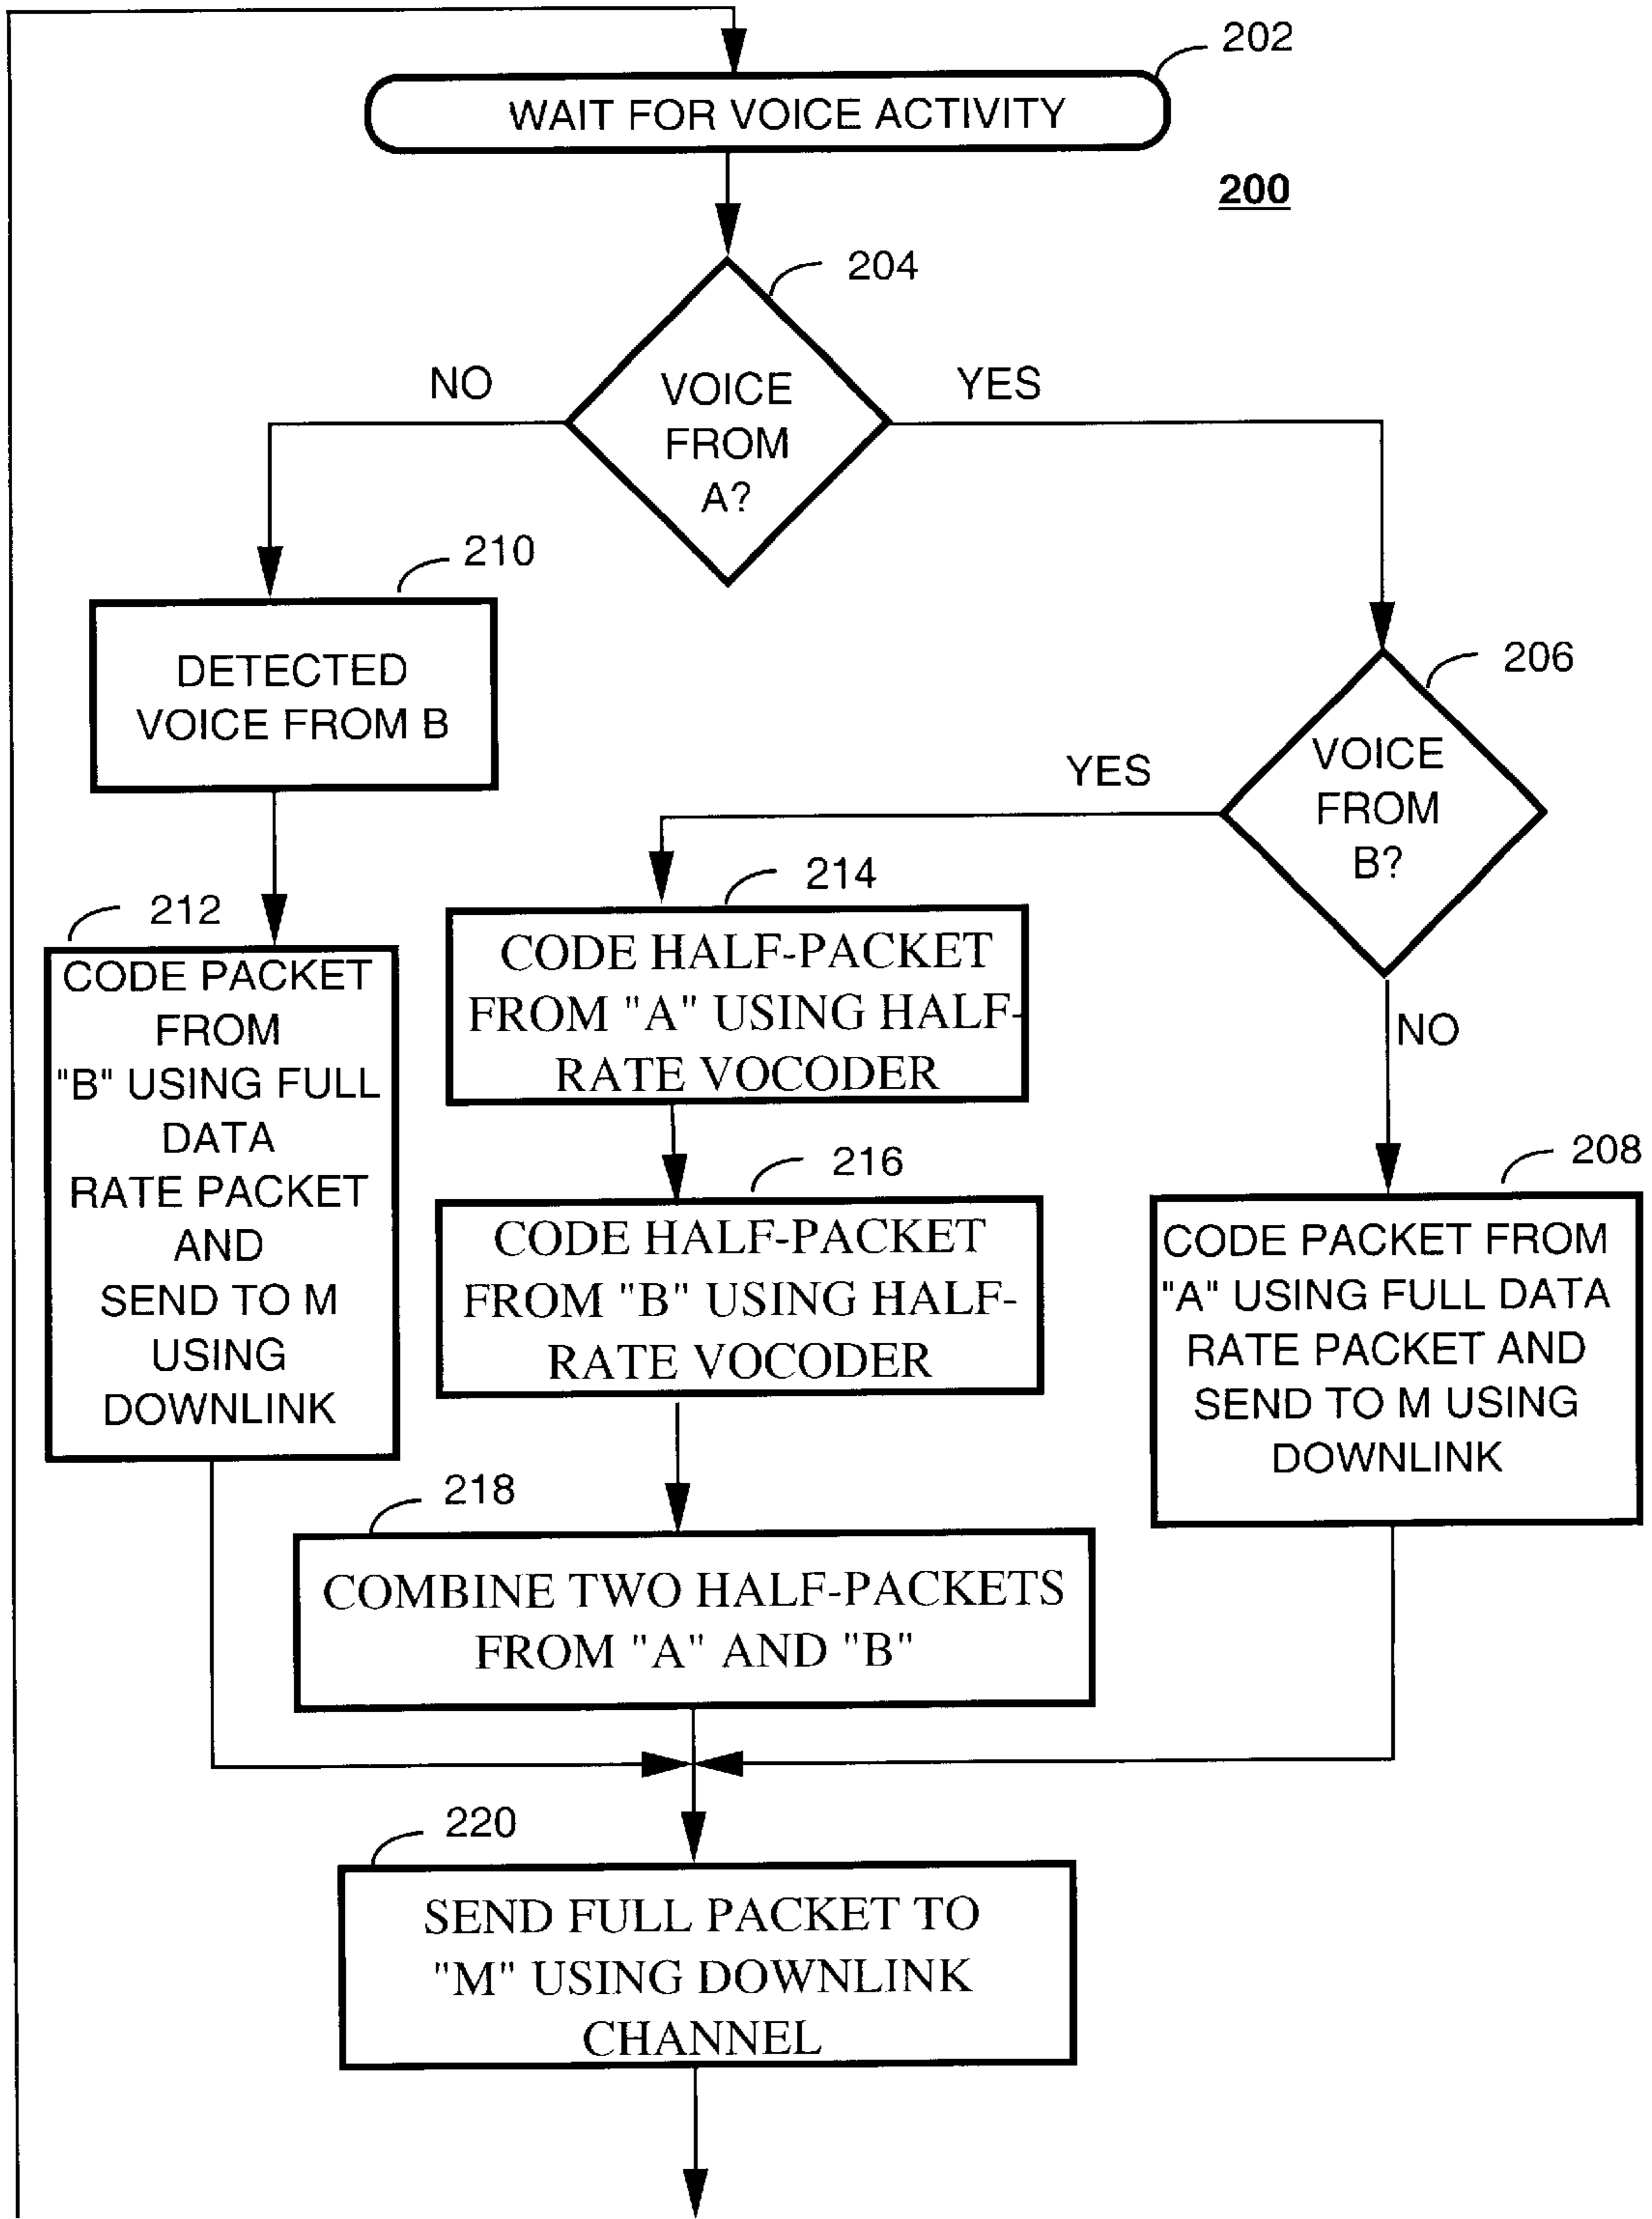 202
WAIT FOR VOICE ACTIVITY
200
204
NO
YES
VOICE
FROM
A?
210
DETECTED
VOICE FROM B
206
VOICE
FROM
B?
YES
NO
212
CODE PACKET
FROM
"B" USING FULL
DATA
RATE PACKET
AND
SEND TO M
USING
DOWNLINK
214
CODE HALF-PACKET
FROM "A" USING HALF-
RATE VOCODER
216
CODE HALF-PACKET
FROM "B" USING HALF-
RATE VOCODER
208
CODE PACKET FROM
"A" USING FULL DATA
RATE PACKET AND
SEND TO M USING
DOWNLINK
218
COMBINE TWO HALF-PACKETS
FROM "A" AND "B"
220
SEND FULL PACKET TO
"M" USING DOWNLINK
CHANNEL